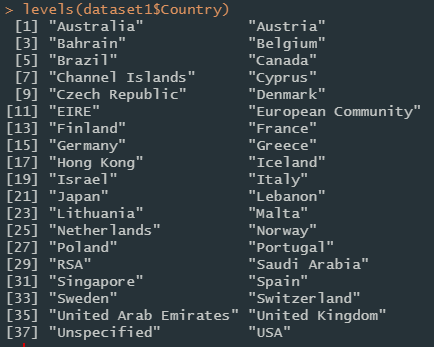 > levels(dataset1$Country)
[1] "Australia" "Austria"
[3] "Bahrain" "Belgium"
[5] "Brazil" "Canada"
[7] "Channel Islands" "Cyprus"
[9] "Czech Republic" "Denmark"
[11] "EIRE" "European Community"
[13] "Finland" "France"
[15] "Germany" "Greece"
[17] "Hong Kong" "Iceland"
[19] "Israel" "Italy"
[21] "Japan" "Lebanon"
[23] "Lithuania" "Malta"
[25] "Netherlands" "Norway"
[27] "Poland" "Portugal"
[29] "RSA" "Saudi Arabia"
[31] "Singapore" "Spain"
[33] "Sweden" "Switzerland"
[35] "United Arab Emirates" "United Kingdom"
[37] "Unspecified" "USA"